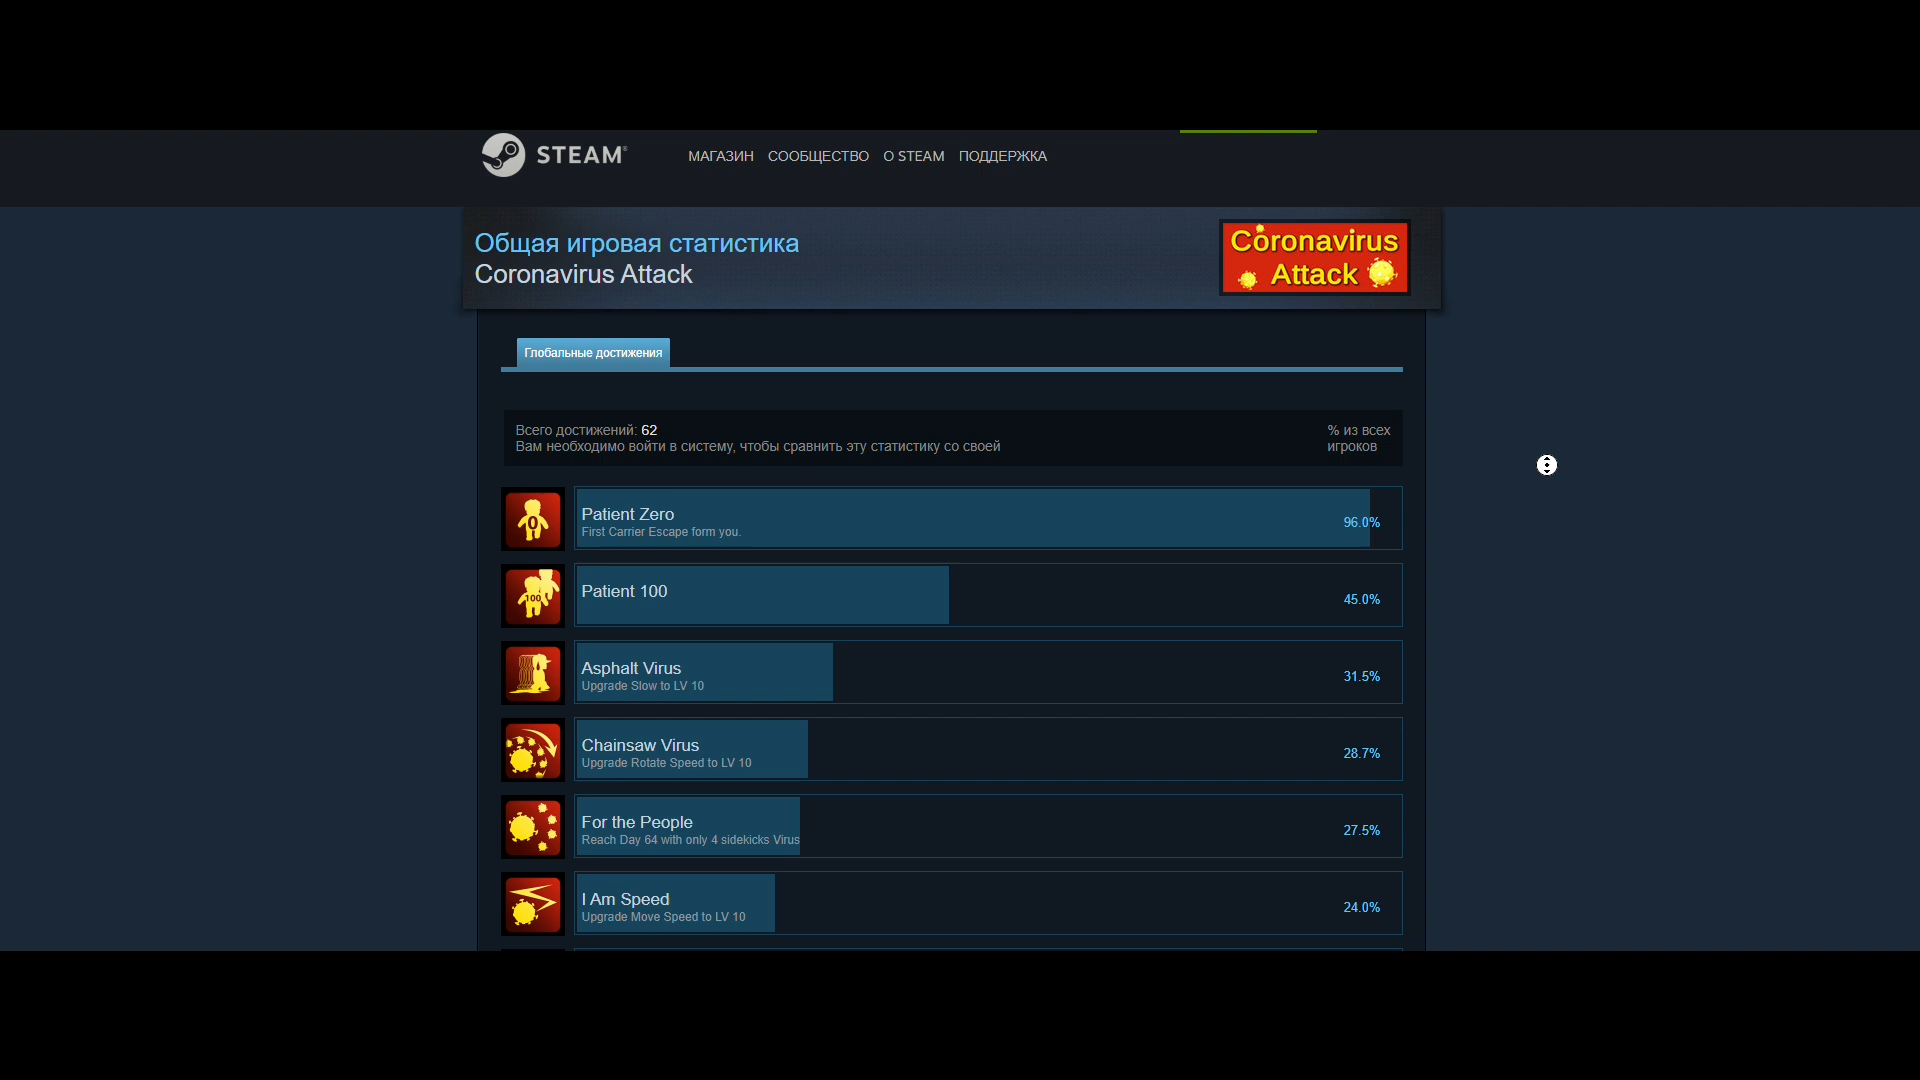 STEAM
МАГАЗИН СООБЩЕСТВО О STEAM ПОДДЕРЖКА
Общая игровая статистика
Coronavirus Attack
Coronavirus
Attack
Глобальные достижения
Всего достижений: 62
Вам необходимо войти в систему, чтобы сравнить эту статистику со своей
% из всех
игроков
0
Patient Zero
First Carrier Escape form you.
96.0%
100
Patient 100
45.0%
Asphalt Virus
Upgrade Slow to LV 10
31.5%
Chainsaw Virus
Upgrade Rotate Speed to LV 10
28.7%
For the People
Reach Day 64 with only 4 sidekicks Virus
27.5%
I Am Speed
Upgrade Move Speed to LV 10
24.0%